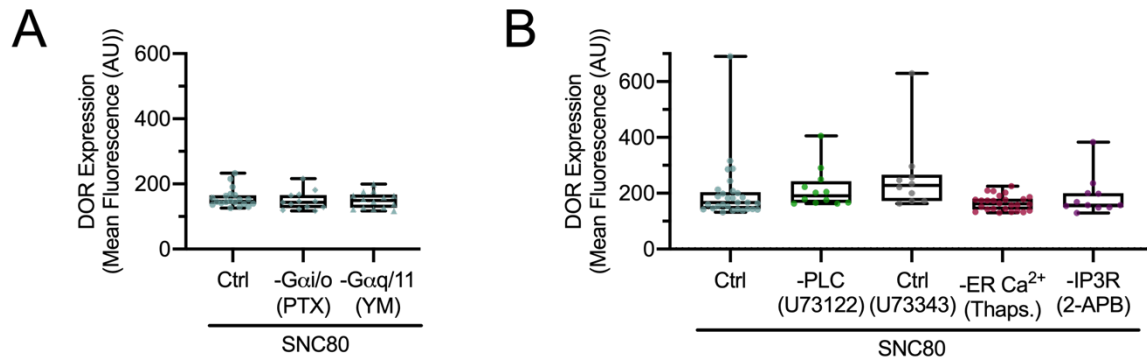 A
DOR Expression
(Mean Fluorescence (AU))
600
400
200
0
Ctrl
-Gαi/o
(PTX)
-Gαq/11
(YM)
SNC80
B
DOR Expression
(Mean Fluorescence (AU))
600
400
200
0
Ctrl
-PLC
(U73122)
Ctrl
(U73343)
-ER Ca²⁺
(Thaps.)
-IP3R
(2-APB)
SNC80